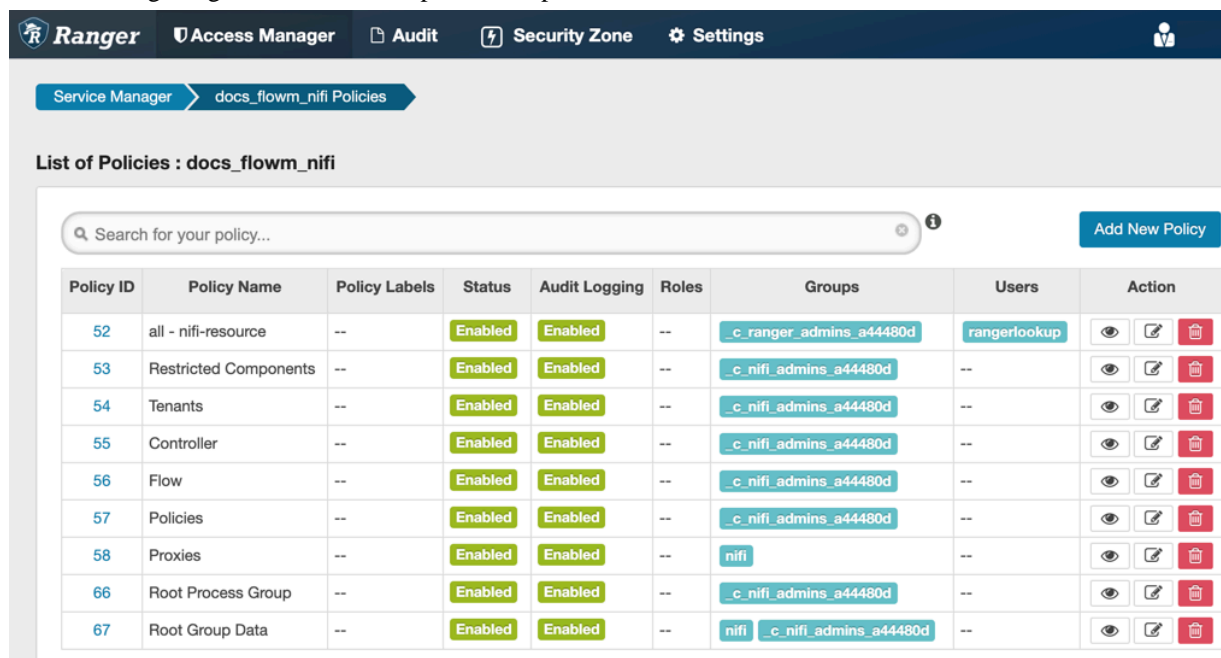 Ranger Access Manager Audit Security Zone Settings
Service Manager docs_flowm_nifi Policies
List of Policies : docs_flowm_nifi
Search for your policy... Add New Policy
Policy ID Policy Name Policy Labels Status Audit Logging Roles Groups Users Action
52 all - nifi-resource -- Enabled Enabled -- _c_ranger_admins_a44480d rangerlookup
53 Restricted Components -- Enabled Enabled -- _c_nifi_admins_a44480d --
54 Tenants -- Enabled Enabled -- _c_nifi_admins_a44480d --
55 Controller -- Enabled Enabled -- _c_nifi_admins_a44480d --
56 Flow -- Enabled Enabled -- _c_nifi_admins_a44480d --
57 Policies -- Enabled Enabled -- _c_nifi_admins_a44480d --
58 Proxies -- Enabled Enabled -- nifi --
66 Root Process Group -- Enabled Enabled -- _c_nifi_admins_a44480d --
67 Root Group Data -- Enabled Enabled -- nifi _c_nifi_admins_a44480d --